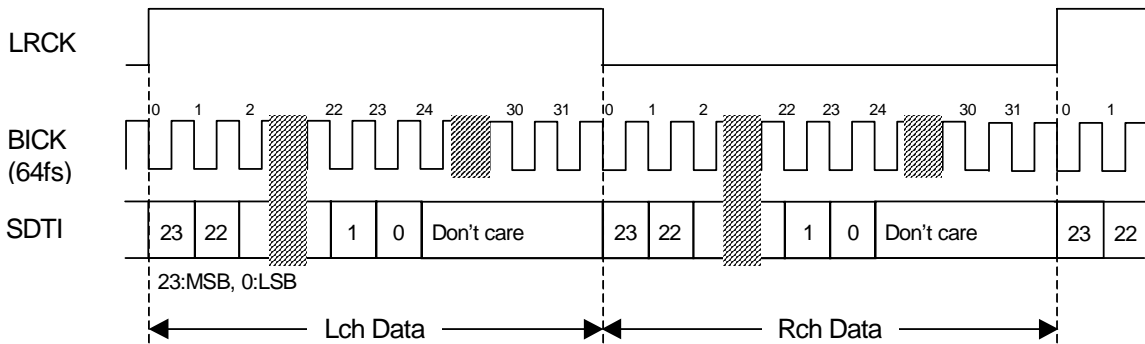 LRCK
0 1 2 22 23 24 30 31 0 1 2 22 23 24 30 31 0 1
BICK
(64fs)
SDTI 23 22 1 0 Don't care 23 22 1 0 Don't care 23 22
23:MSB, 0:LSB
Lch Data Rch Data